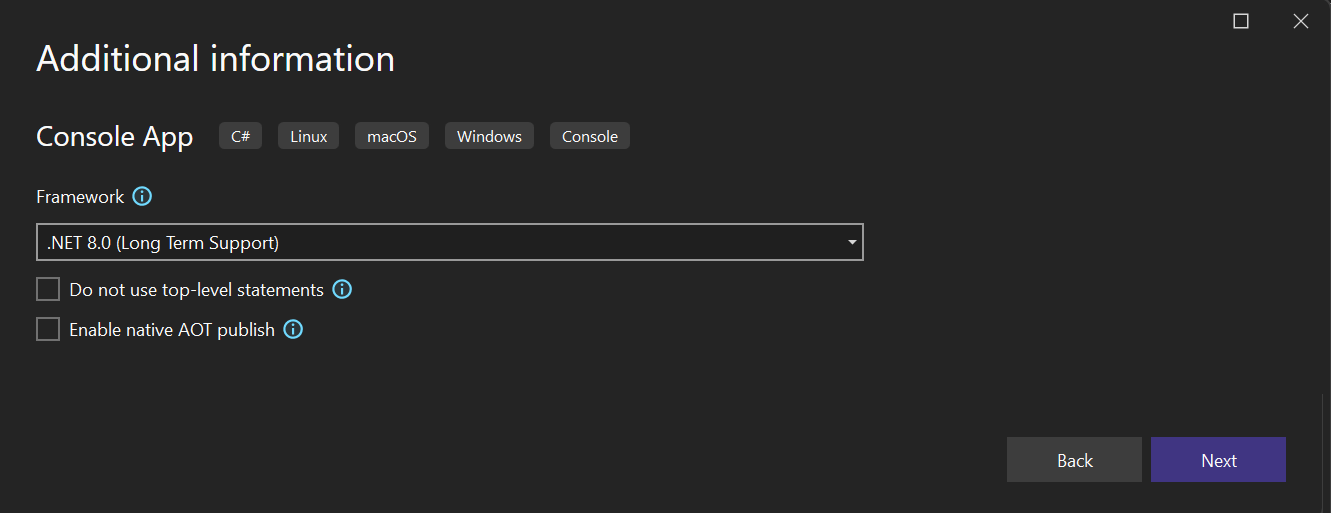 Additional information
Console App C# Linux macOS Windows Console
Framework
.NET 8.0 (Long Term Support)
Do not use top-level statements
Enable native AOT publish
Back Next